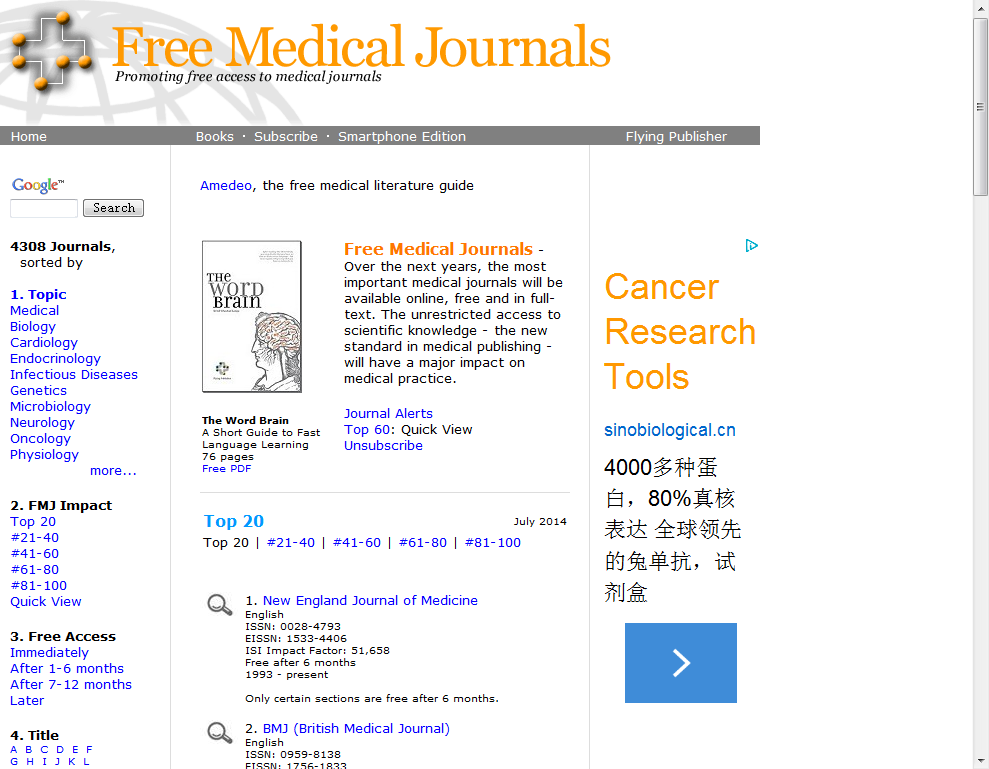 Free Medical Journals
Promoting free access to medical journals
Home
Books · Subscribe · Smartphone Edition
Flying Publisher
Google™
Search
4308 Journals,
sorted by
1. Topic
Medical
Biology
Cardiology
Endocrinology
Infectious Diseases
Genetics
Microbiology
Neurology
Oncology
Physiology
more...
2. FMJ Impact
Top 20
#21-40
#41-60
#61-80
#81-100
Quick View
3. Free Access
Immediately
After 1-6 months
After 7-12 months
Later
4. Title
A B C D E F
G H I J K L
Amedeo, the free medical literature guide
THE
WORD
BRAIN
The Word Brain
A Short Guide to Fast
Language Learning
76 pages
Free PDF
Free Medical Journals -
Over the next years, the most
important medical journals will be
available online, free and in full-
text. The unrestricted access to
scientific knowledge - the new
standard in medical publishing -
will have a major impact on
medical practice.
Journal Alerts
Top 60: Quick View
Unsubscribe
Top 20
July 2014
Top 20 | #21-40 | #41-60 | #61-80 | #81-100
1. New England Journal of Medicine
English
ISSN: 0028-4793
EISSN: 1533-4406
ISI Impact Factor: 51,658
Free after 6 months
1993 - present
Only certain sections are free after 6 months.
2. BMJ (British Medical Journal)
English
ISSN: 0959-8138
EISSN: 1756-1833
Cancer
Research
Tools
sinobiological.cn
4000多种蛋
白，80%真核
表达 全球领先
的兔单抗，试
剂盒